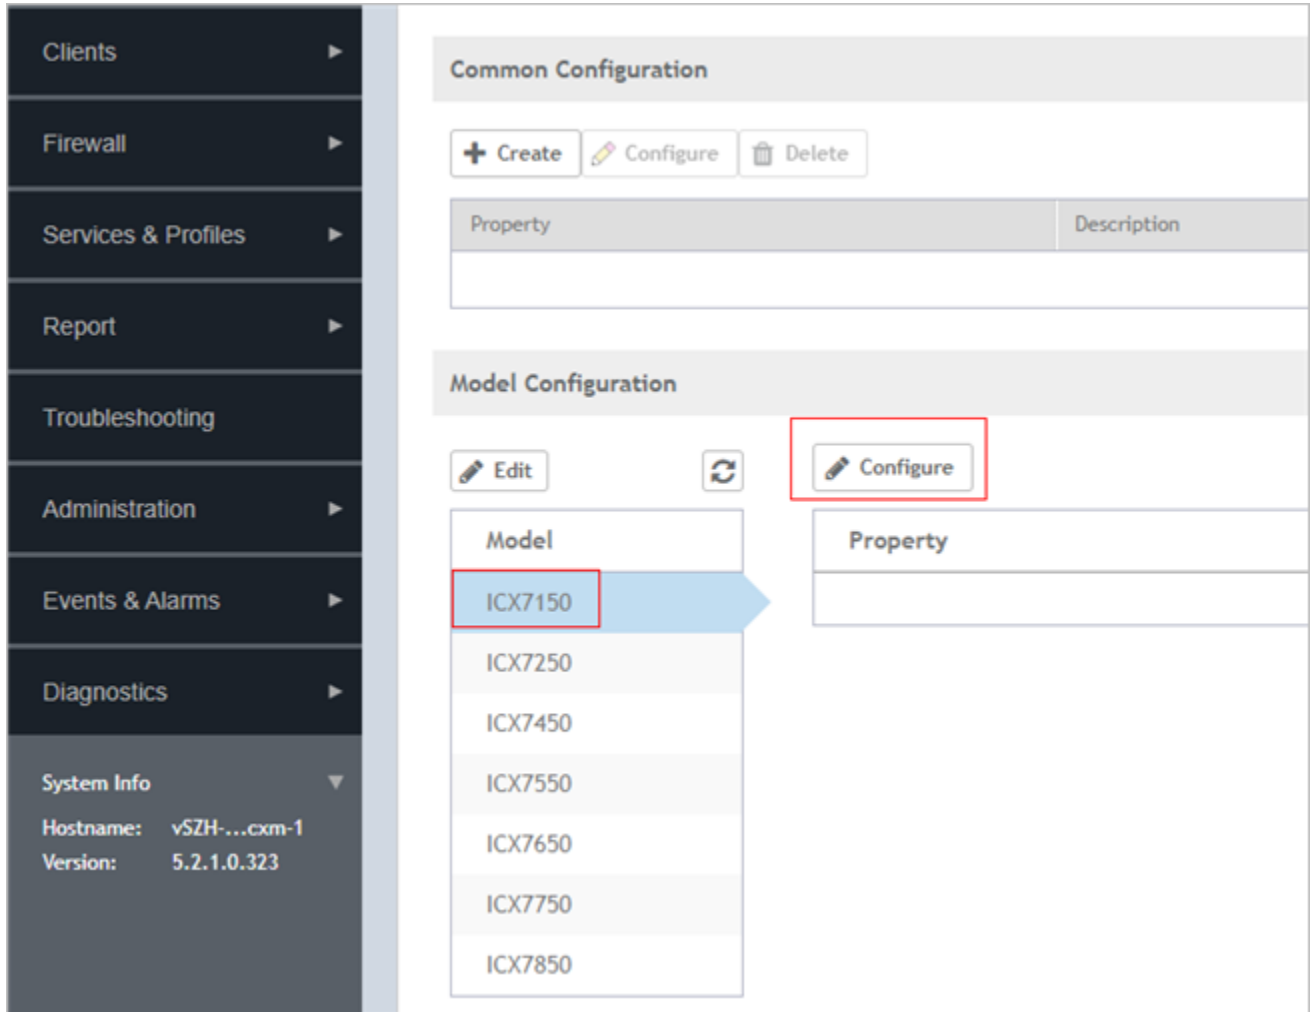 Clients
Firewall
Services & Profiles
Report
Troubleshooting
Administration
Events & Alarms
Diagnostics
System Info
Hostname: vSZH-...cxm-1
Version: 5.2.1.0.323
Common Configuration
Create Configure Delete
Property Description
Model Configuration
Edit Configure
Model Property
ICX7150
ICX7250
ICX7450
ICX7550
ICX7650
ICX7750
ICX7850